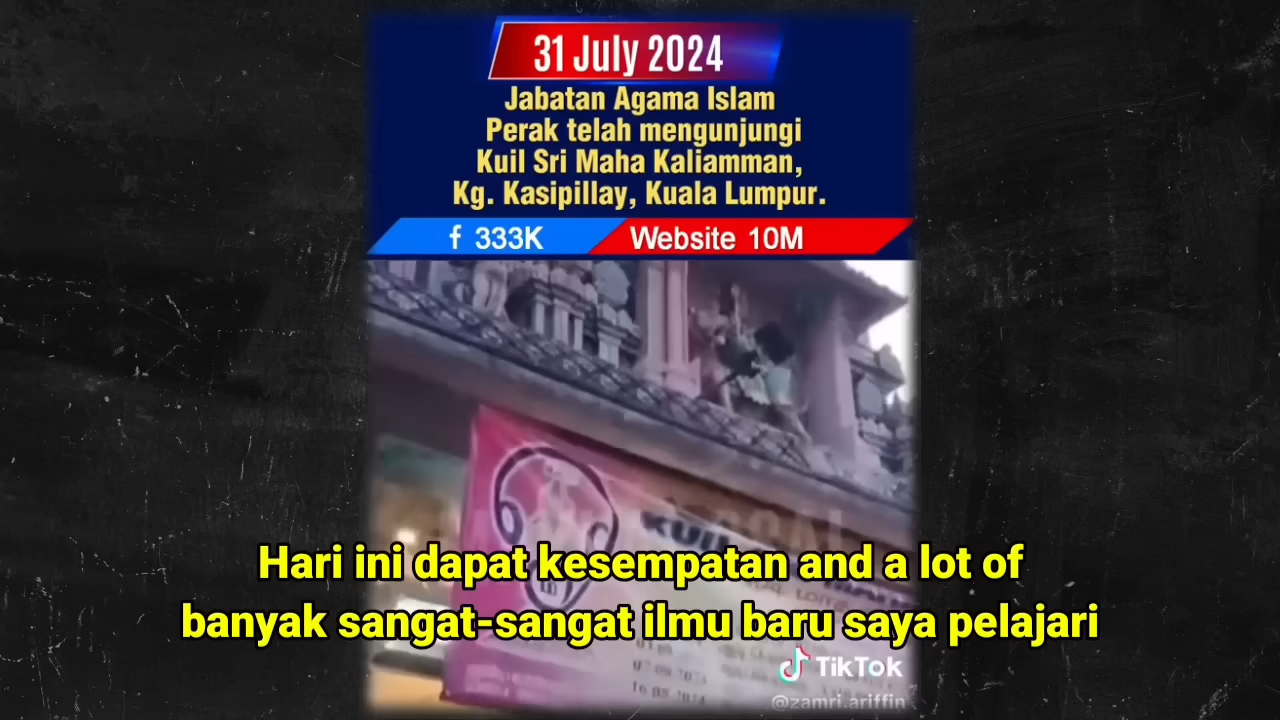 31 July 2024
Jabatan Agama Islam
Perak telah mengunjungi
Kuil Sri Maha Kaliamman,
Kg. Kasipillay, Kuala Lumpur.
f 333K
Website 10M
Hari ini dapat kesempatan and a lot of
banyak sangat-sangat ilmu baru saya pelajari
TikTok
@zamri.ariffin